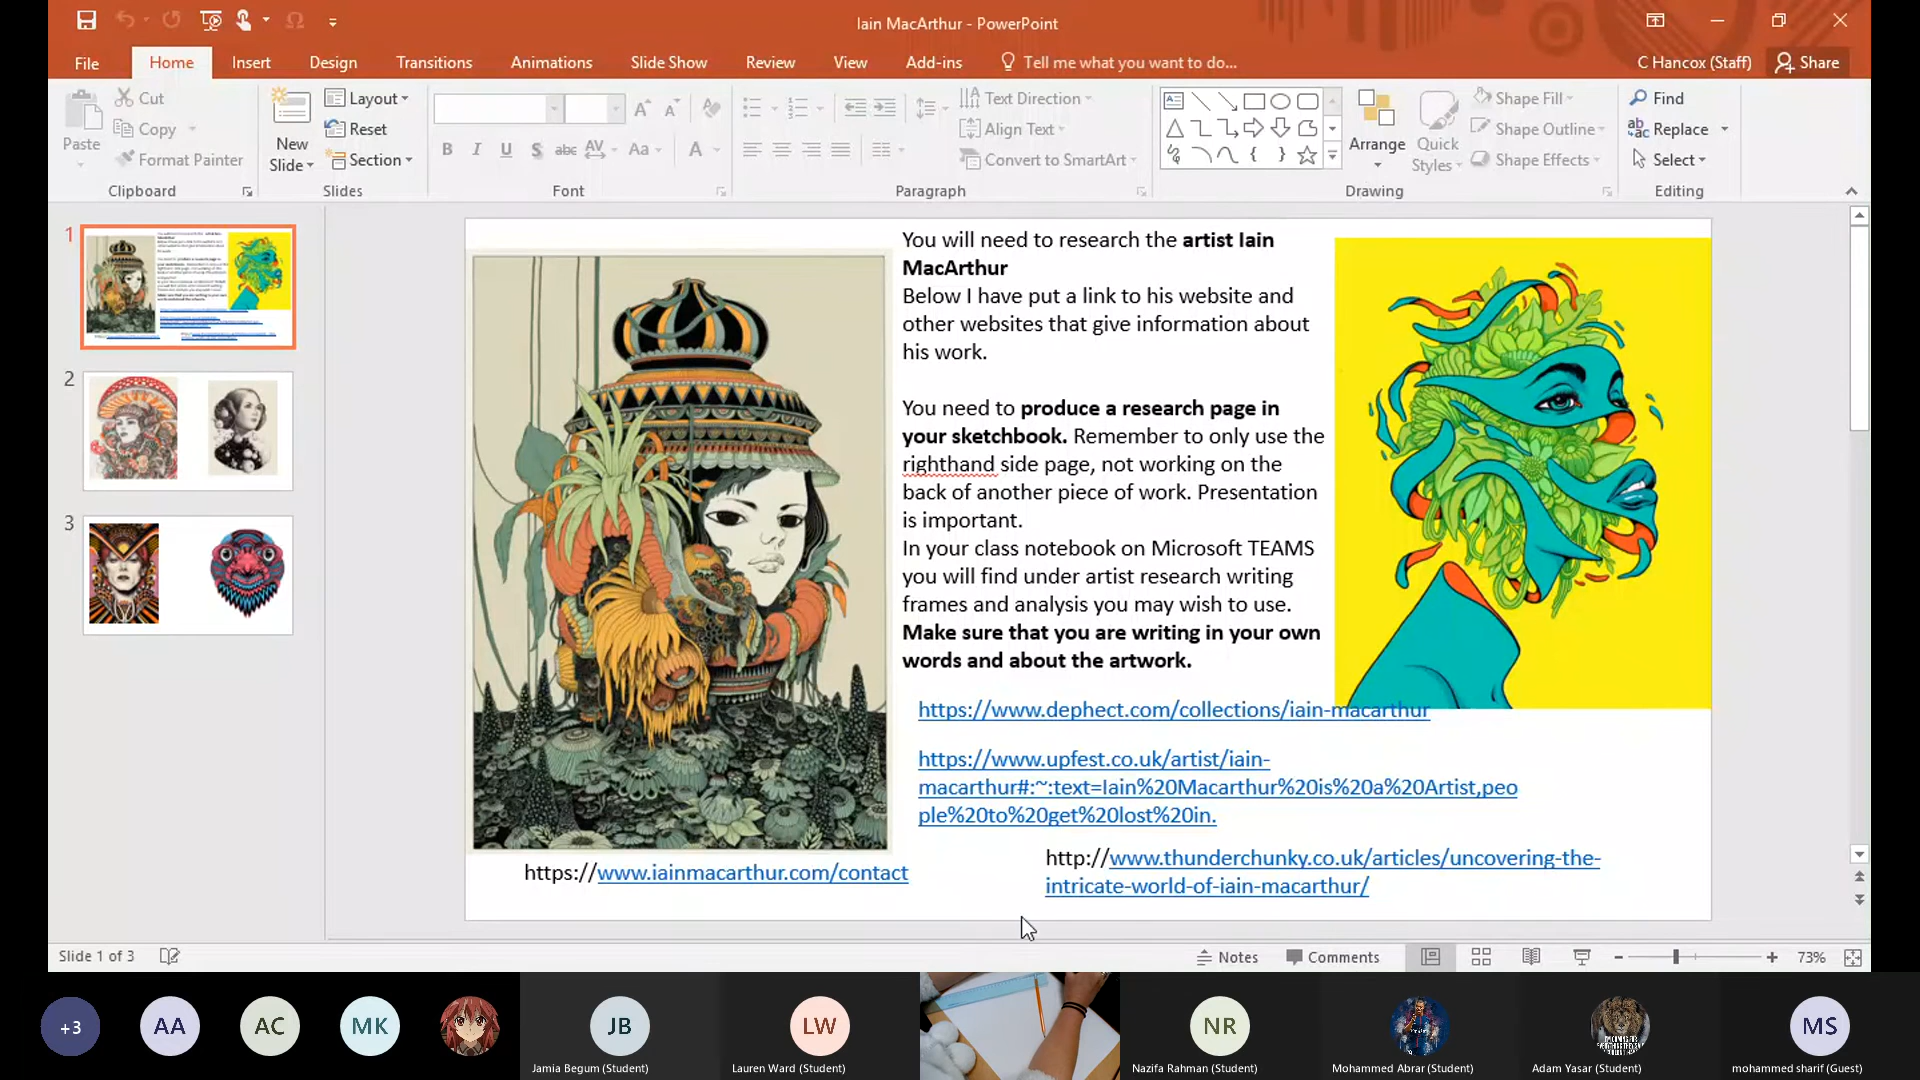 Iain MacArthur - PowerPoint
File Home Insert Design Transitions Animations Slide Show Review View Add-ins Tell me what you want to do... C Hancox (Staff) Share
Paste
Cut
Copy
Format Painter
Clipboard
New Slide
Layout
Reset
Section
Slides
B I U S abc AV Aa A
Font
Text Direction
Align Text
Convert to SmartArt
Paragraph
Arrange
Quick Styles
Shape Fill
Shape Outline
Shape Effects
Drawing
Find
Replace
Select
Editing
1
2
3
You will need to research the artist Iain
MacArthur
Below I have put a link to his website and
other websites that give information about
his work.
You need to produce a research page in
your sketchbook. Remember to only use the
righthand side page, not working on the
back of another piece of work. Presentation
is important.
In your class notebook on Microsoft TEAMS
you will find under artist research writing
frames and analysis you may wish to use.
Make sure that you are writing in your own
words and about the artwork.
https://www.dephect.com/collections/iain-macarthur
https://www.upfest.co.uk/artist/iain-
macarthur#:~:text=Iain%20Macarthur%20is%20a%20Artist,peo
ple%20to%20get%20lost%20in.
https://www.iainmacarthur.com/contact
http://www.thunderchunky.co.uk/articles/uncovering-the-
intricate-world-of-iain-macarthur/
Slide 1 of 3
Notes Comments 73%
+3 AA AC MK JB LW NR MS
Jamia Begum (Student) Lauren Ward (Student) Nazifa Rahman (Student) Mohammed Abrar (Student) Adam Yasar (Student) mohammed sharif (Guest)